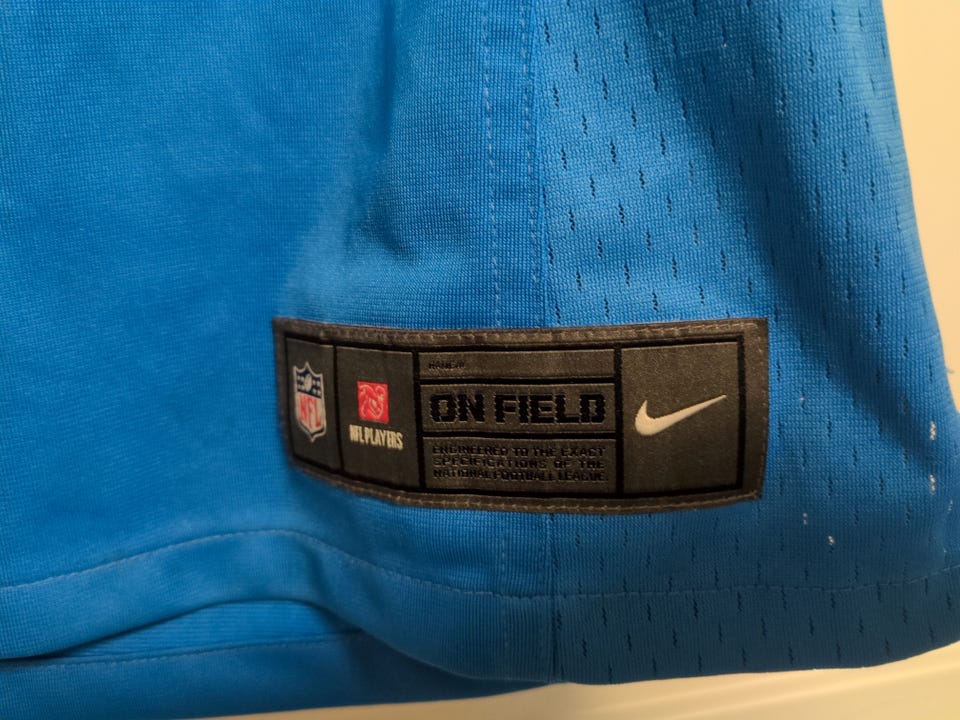 NFL
NFL PLAYERS
ON FIELD
ENGINEERED TO THE EXACT
SPECIFICATIONS OF THE
NATIONAL FOOTBALL LEAGUE